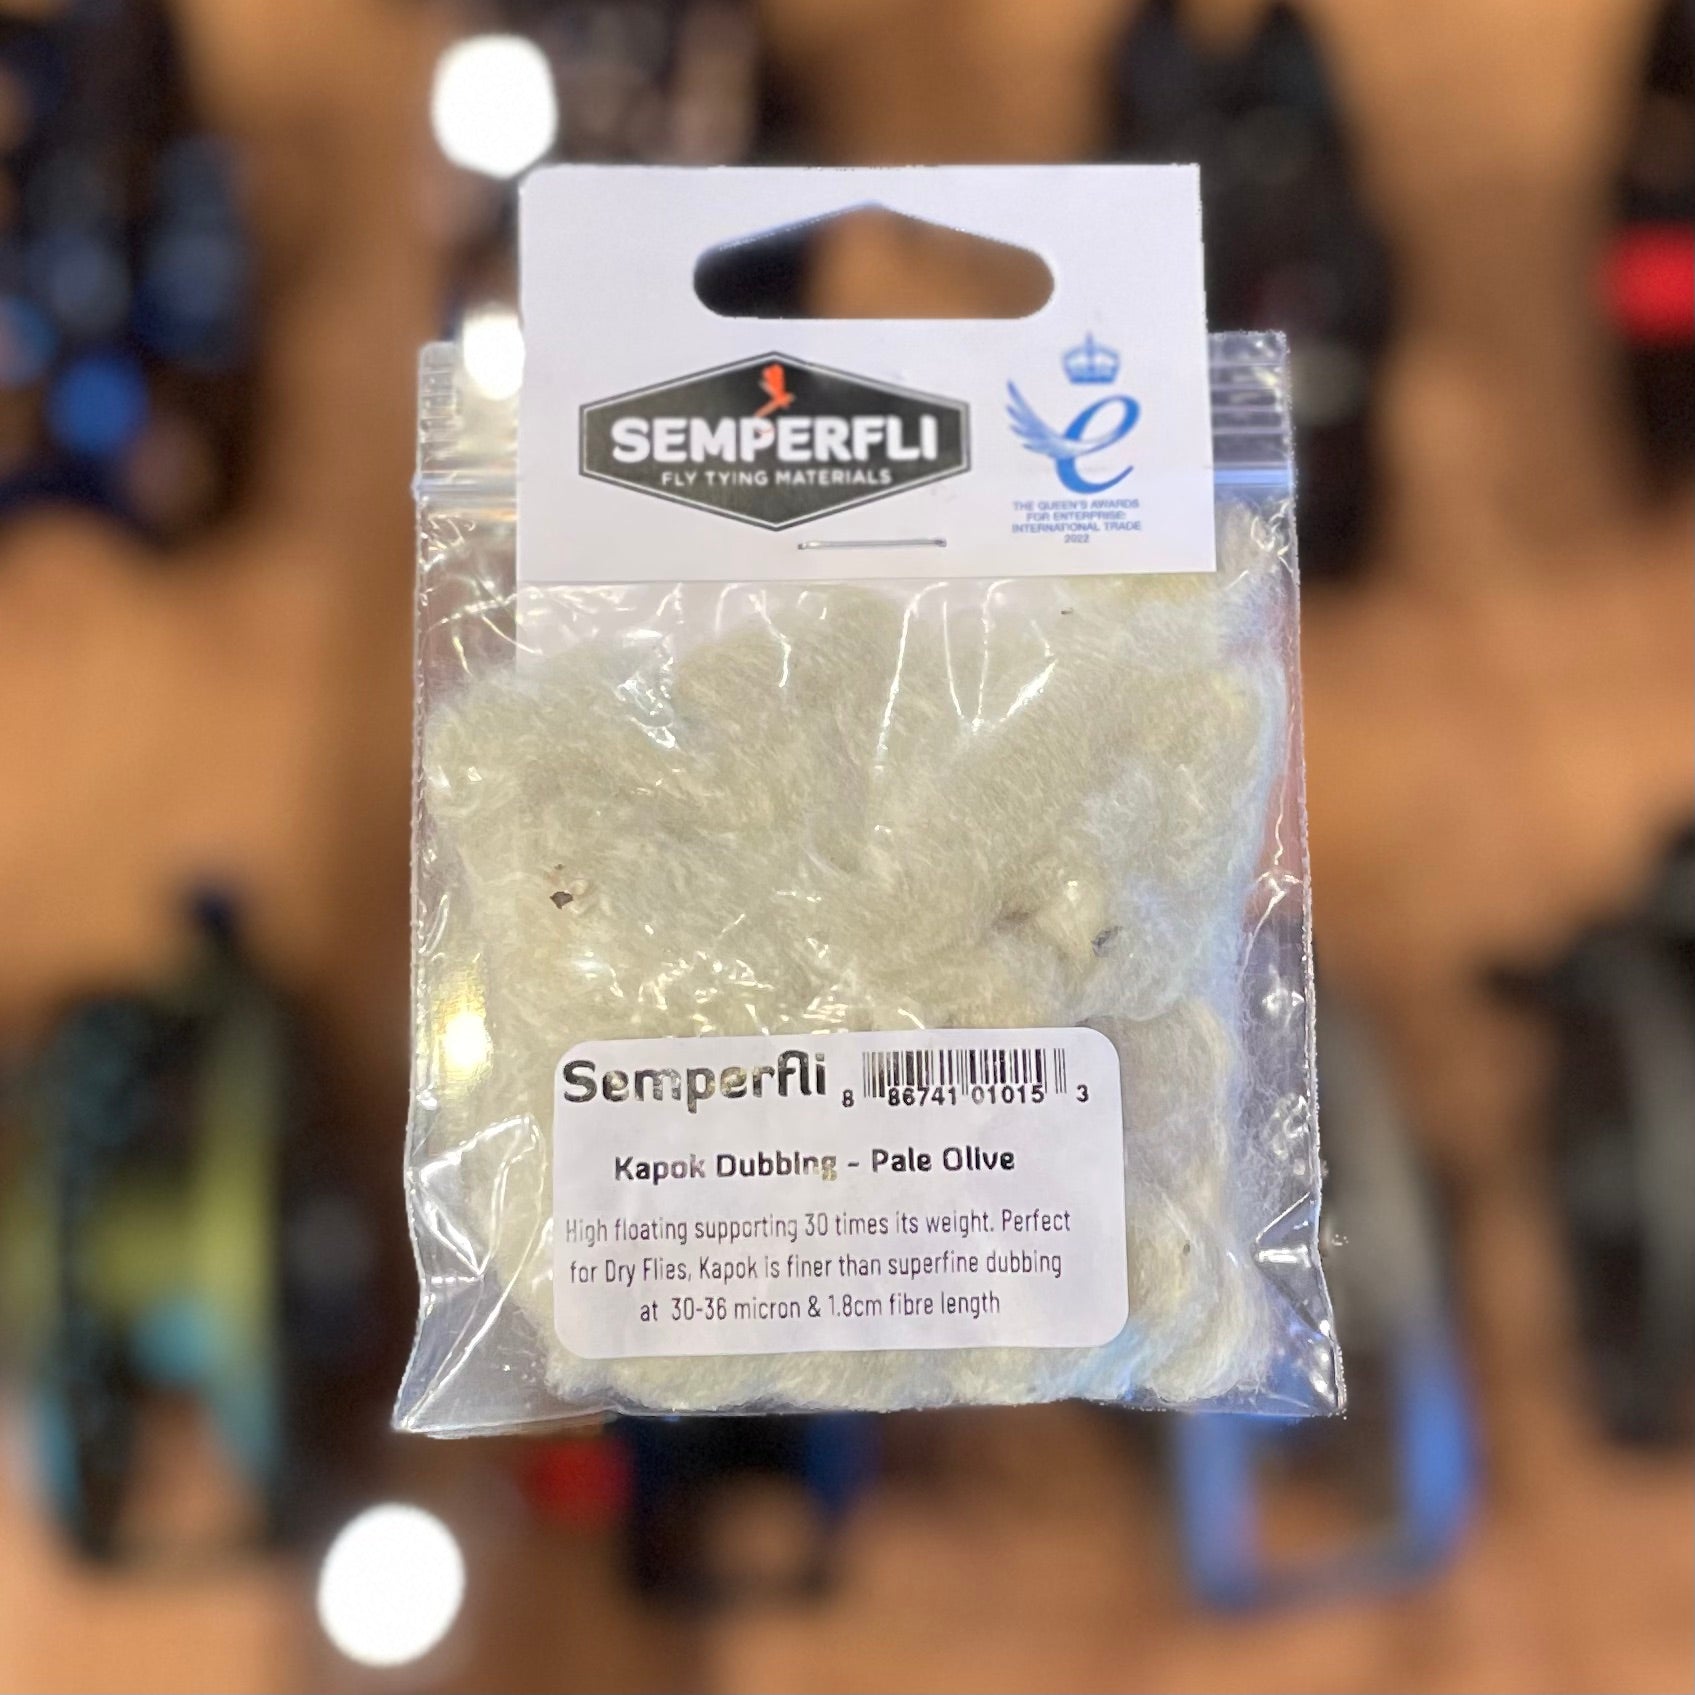 SEMPERFLI
FLY TYING MATERIALS
e
THE QUEEN'S AWARDS
FOR ENTERPRISE:
INTERNATIONAL TRADE
2022
Semperfli
8 86741 01015 3
Kapok Dubbing - Pale Olive
High floating supporting 30 times its weight. Perfect
for Dry Flies, Kapok is finer than superfine dubbing
at 30-36 micron & 1.8cm fibre length